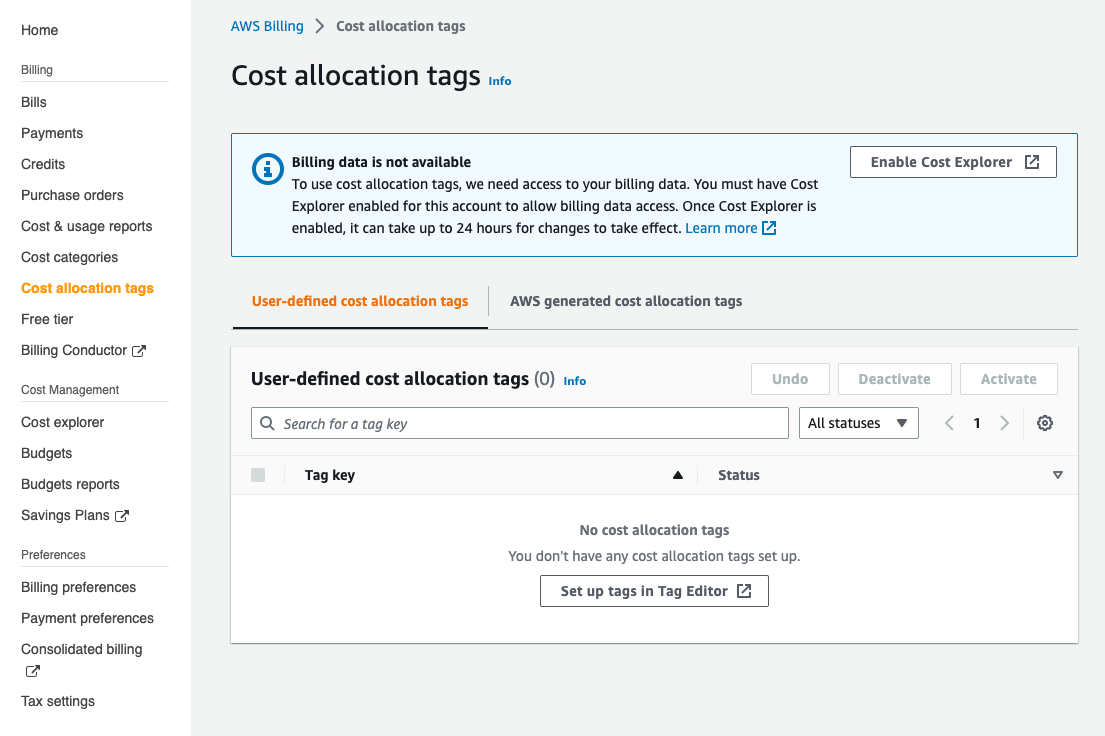 Home
Billing
Bills
Payments
Credits
Purchase orders
Cost & usage reports
Cost categories
Cost allocation tags
Free tier
Billing Conductor
Cost Management
Cost explorer
Budgets
Budgets reports
Savings Plans
Preferences
Billing preferences
Payment preferences
Consolidated billing
Tax settings
AWS Billing > Cost allocation tags
Cost allocation tags Info
Billing data is not available
To use cost allocation tags, we need access to your billing data. You must have Cost
Explorer enabled for this account to allow billing data access. Once Cost Explorer is
enabled, it can take up to 24 hours for changes to take effect. Learn more
Enable Cost Explorer
User-defined cost allocation tags AWS generated cost allocation tags
User-defined cost allocation tags (0) Info
Undo Deactivate Activate
Search for a tag key All statuses 1
Tag key Status
No cost allocation tags
You don't have any cost allocation tags set up.
Set up tags in Tag Editor